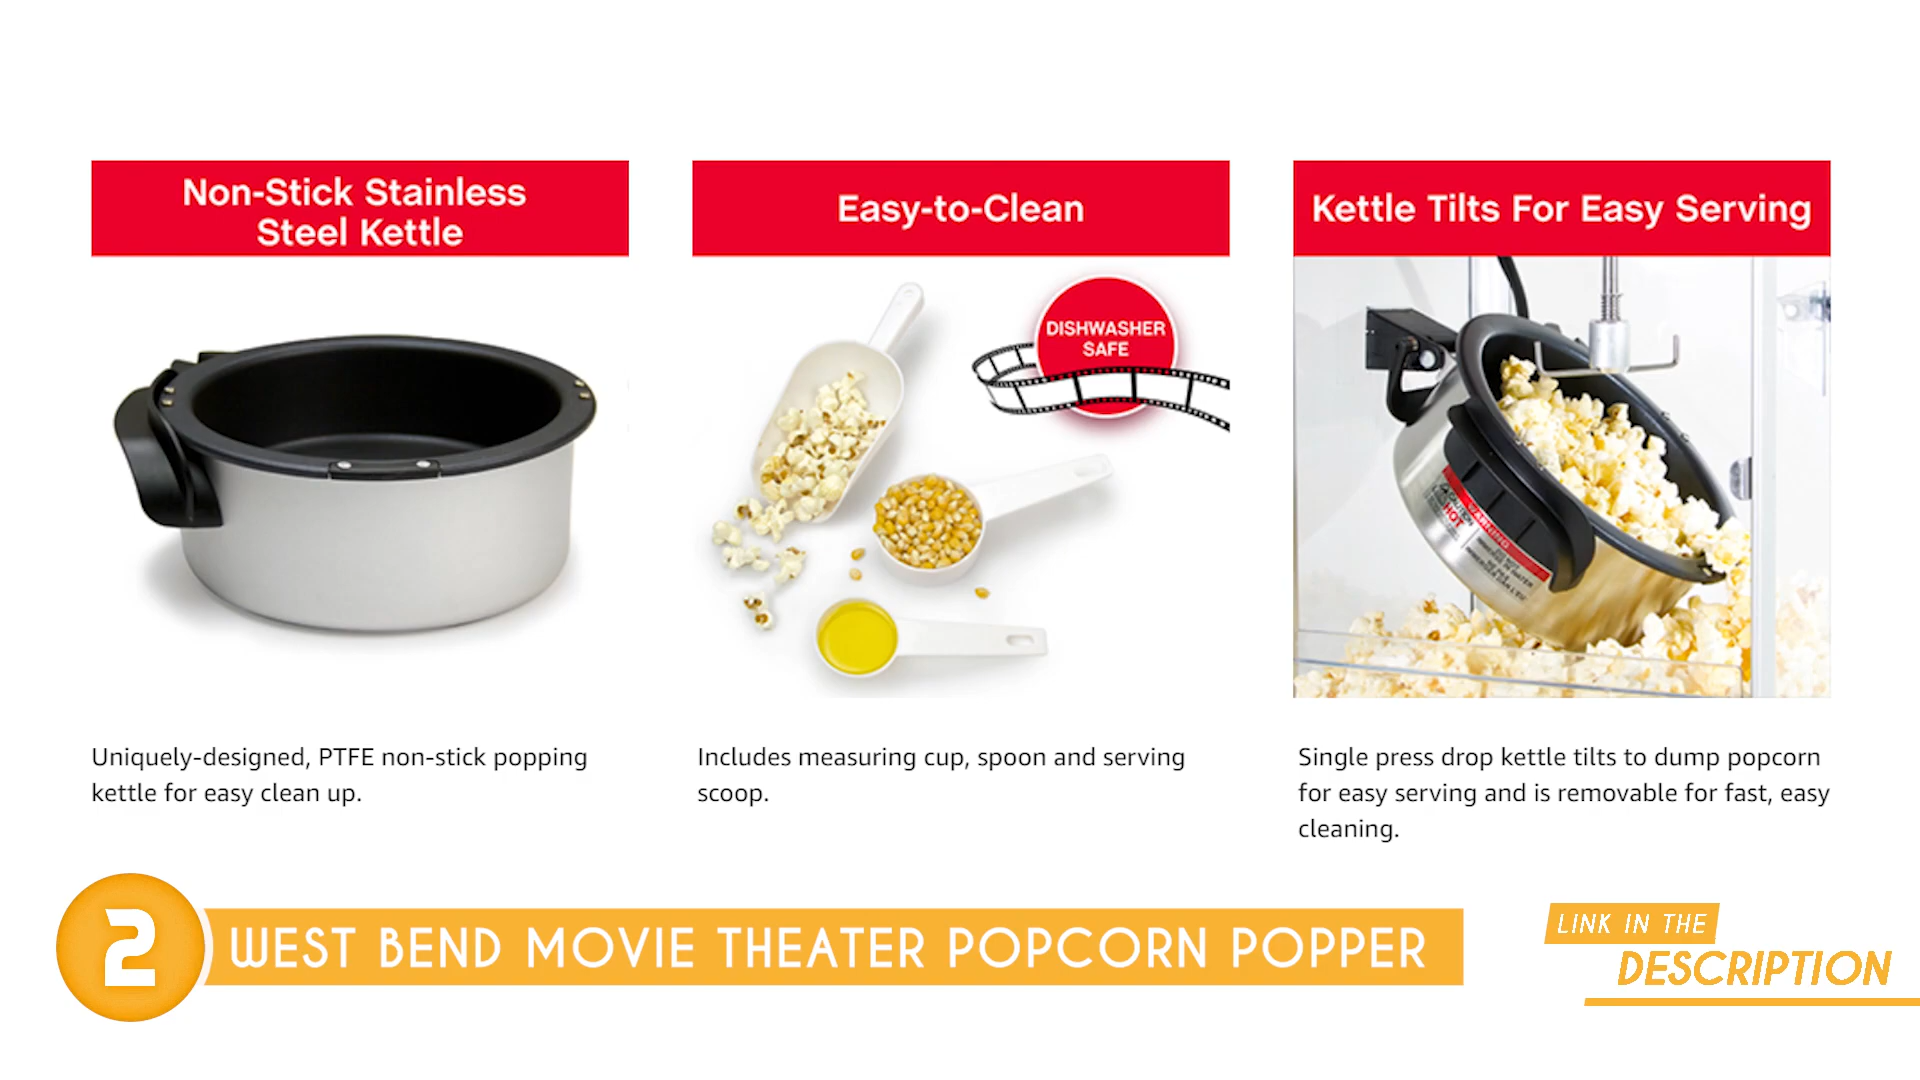 Non-Stick Stainless
Steel Kettle
Easy-to-Clean
Kettle Tilts For Easy Serving
DISHWASHER
SAFE
CAUTION
HOT
WARNING
Uniquely-designed, PTFE non-stick popping
kettle for easy clean up.
Includes measuring cup, spoon and serving
scoop.
Single press drop kettle tilts to dump popcorn
for easy serving and is removable for fast, easy
cleaning.
2
WEST BEND MOVIE THEATER POPCORN POPPER
LINK IN THE
DESCRIPTION